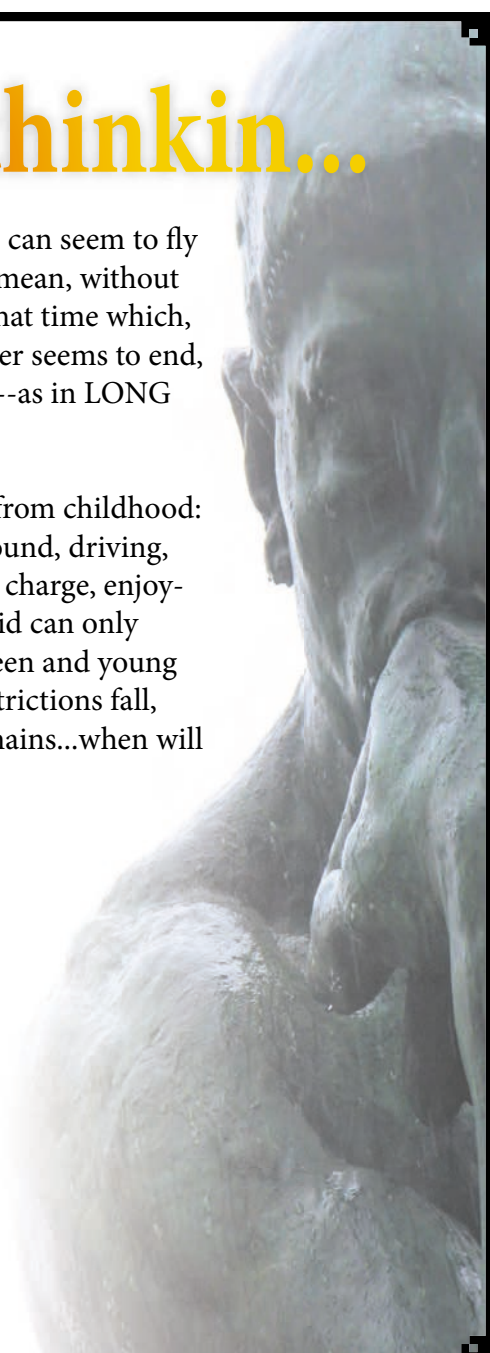 hinkin...
can seem to fly
mean, without
hat time which,
er seems to end,
--as in LONG
from childhood:
ound, driving,
charge, enjoy-
id can only
een and young
trictions fall,
nains...when will